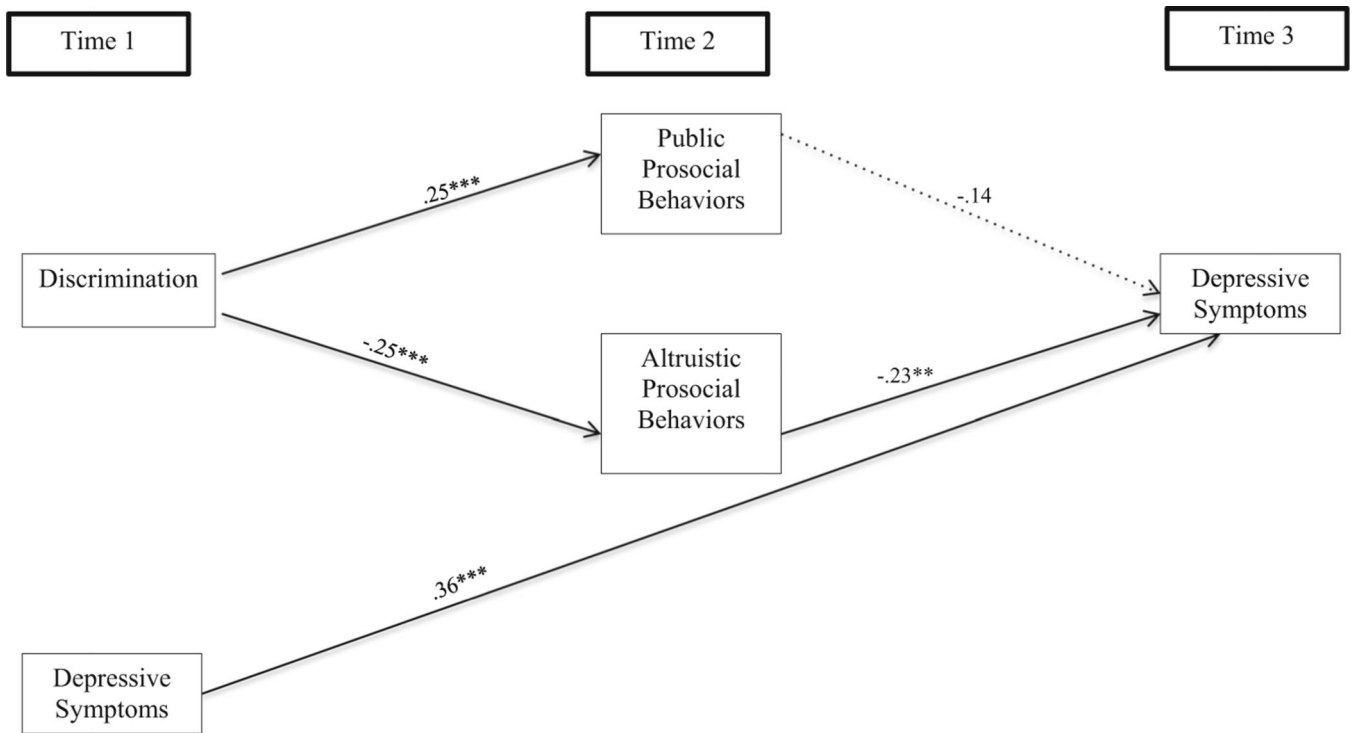 Time 1
Time 2
Time 3
Public
Prosocial
Behaviors
.25***
-.14
Discrimination
Depressive
Symptoms
-.25***
Altruistic
Prosocial
Behaviors
-.23**
.36***
Depressive
Symptoms